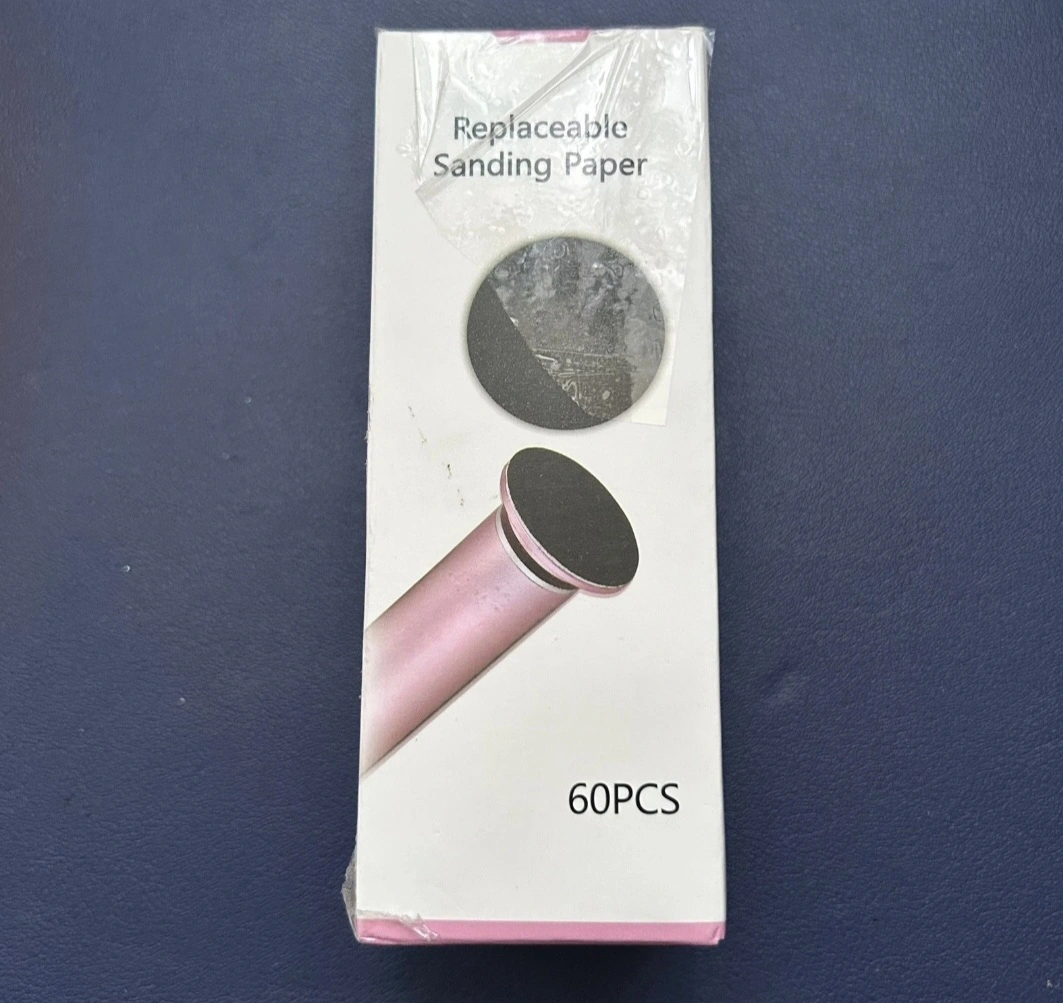 Replaceable
Sanding Paper
60PCS